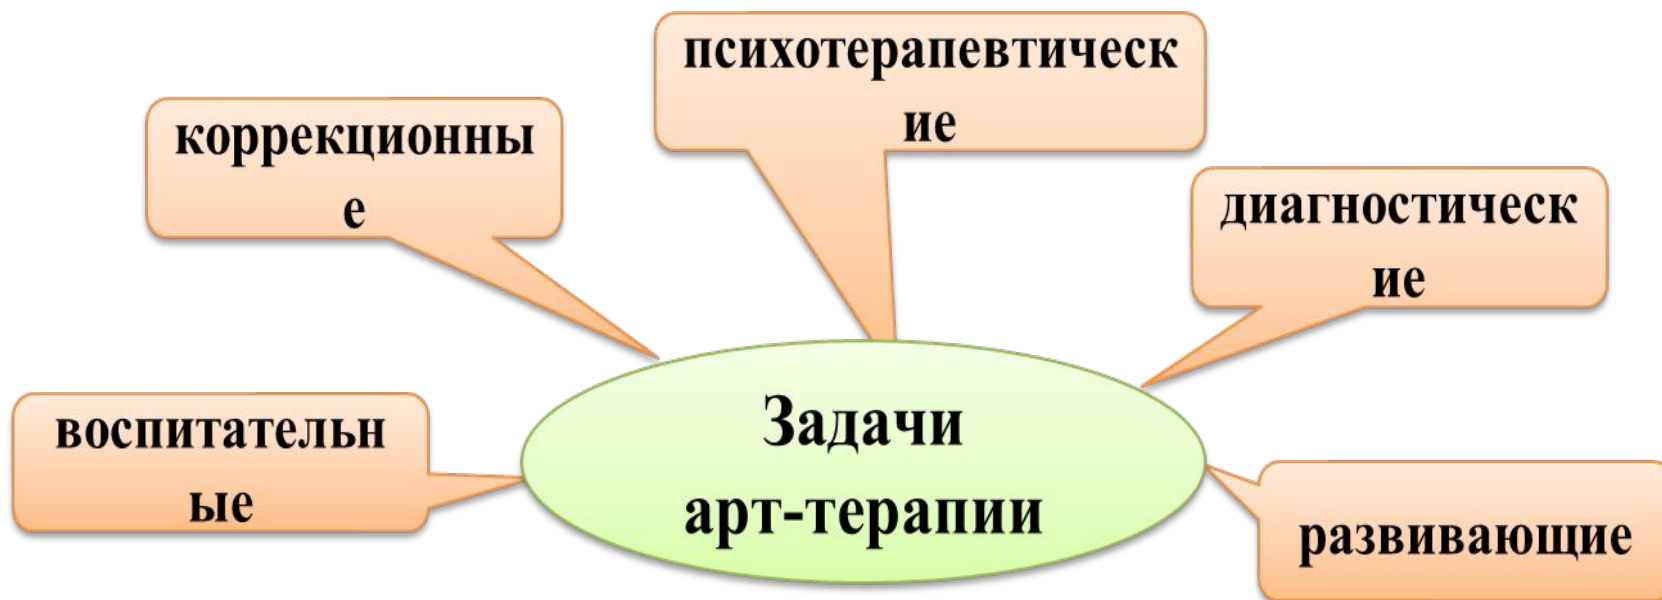 психотерапевтическ
ие
коррекционны
е
диагностическ
ие
воспитательн
ые
Задачи
арт-терапии
развивающие